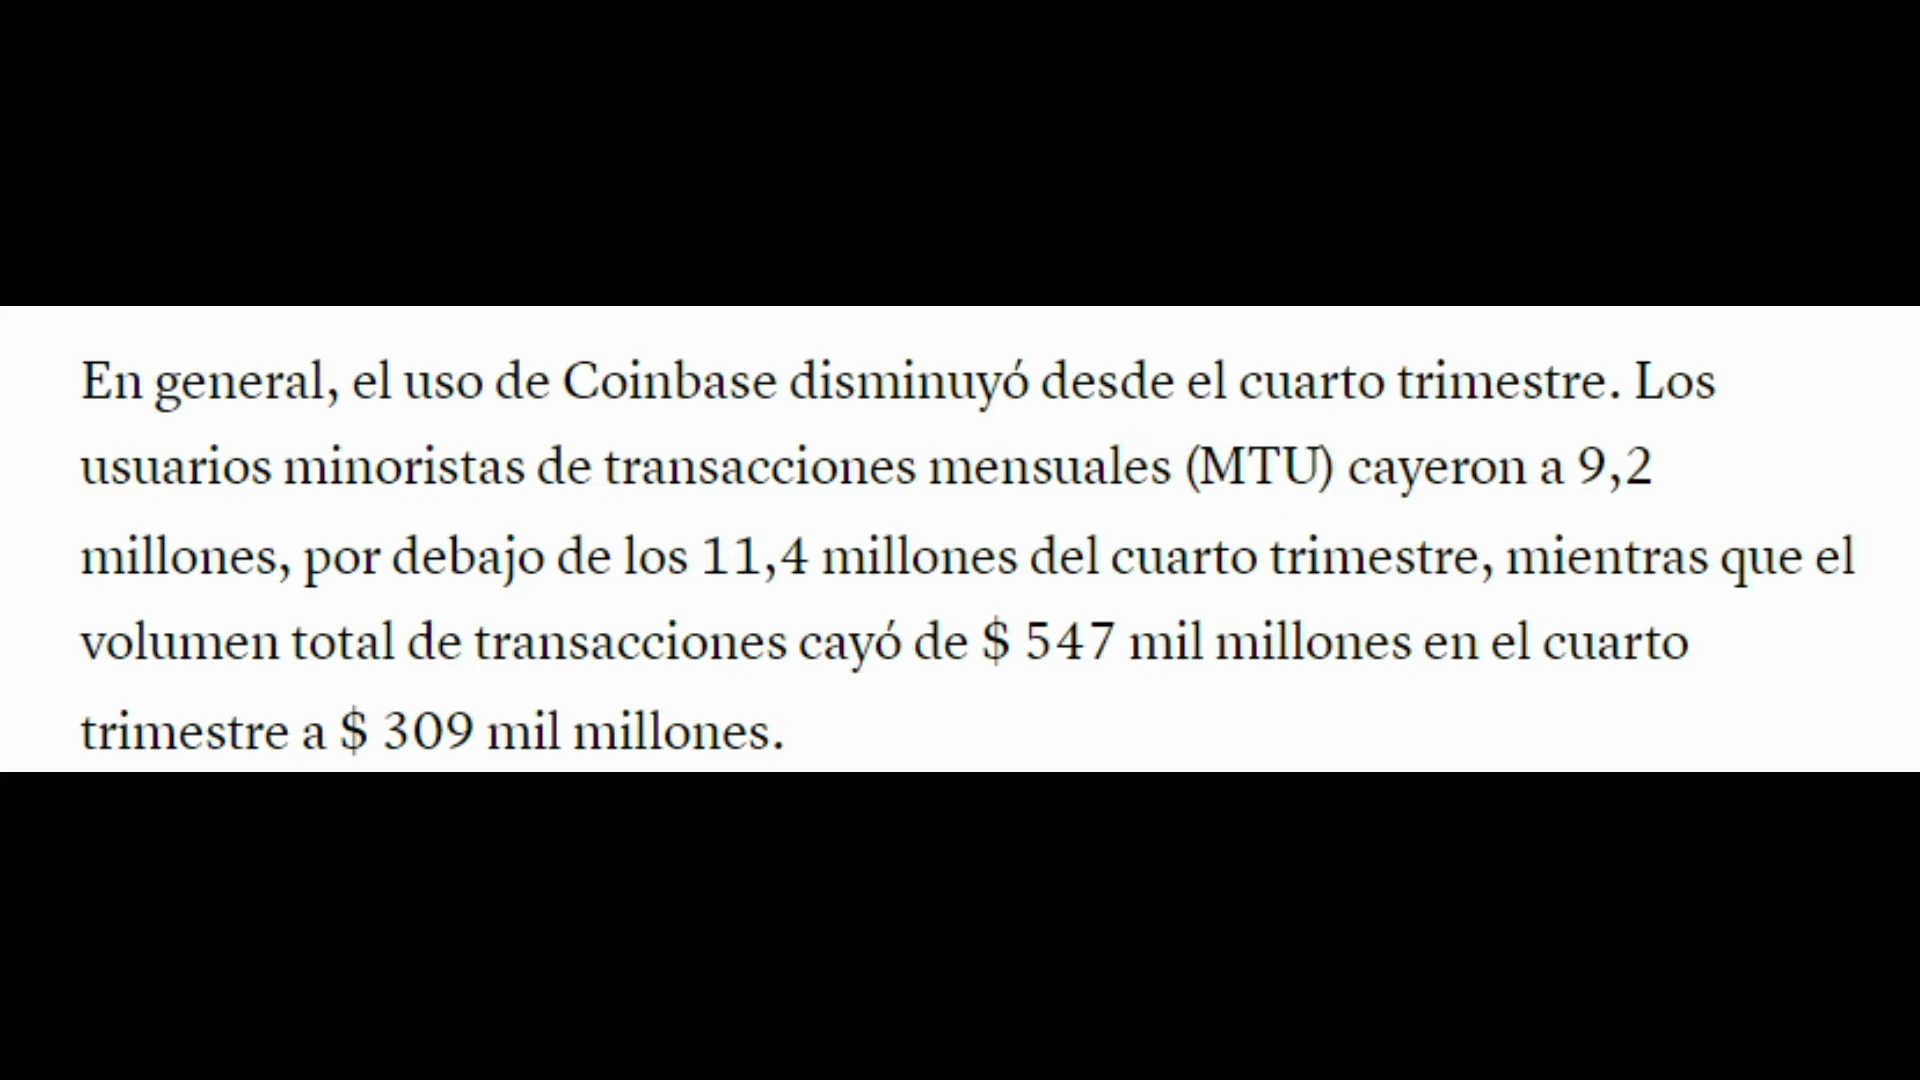 En general, el uso de Coinbase disminuyó desde el cuarto trimestre. Los
usuarios minoristas de transacciones mensuales (MTU) cayeron a 9,2
millones, por debajo de los 11,4 millones del cuarto trimestre, mientras que el
volumen total de transacciones cayó de $ 547 mil millones en el cuarto
trimestre a $ 309 mil millones.